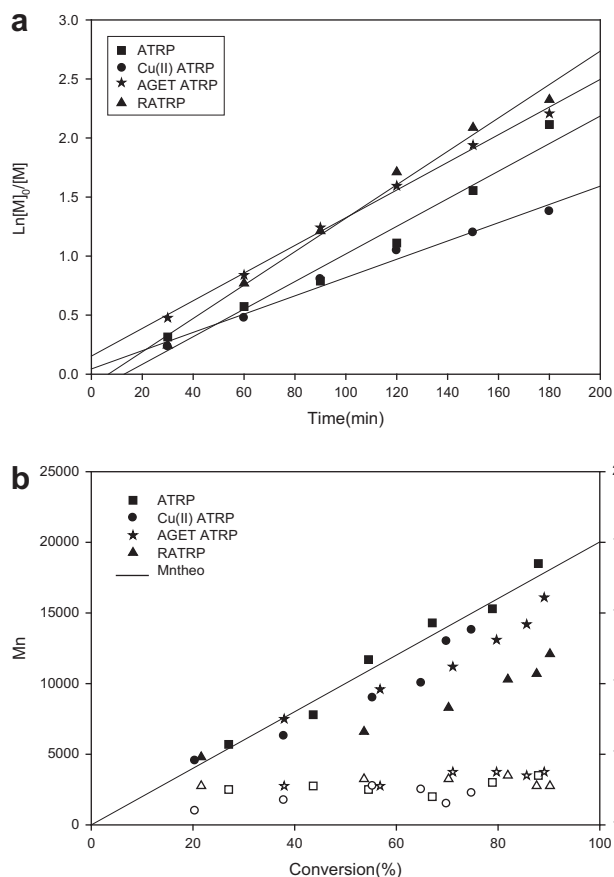 a
3.0
2.5
2.0
1.5
1.0
0.5
0.0
Ln[M]0/[M]
ATRP
Cu(II) ATRP
AGET ATRP
RATRP
0 20 40 60 80 100 120 140 160 180 200
Time(min)
b
25000
20000
15000
10000
5000
0
Mn
ATRP
Cu(II) ATRP
AGET ATRP
RATRP
Mntheo
2
0 20 40 60 80 100
Conversion(%)